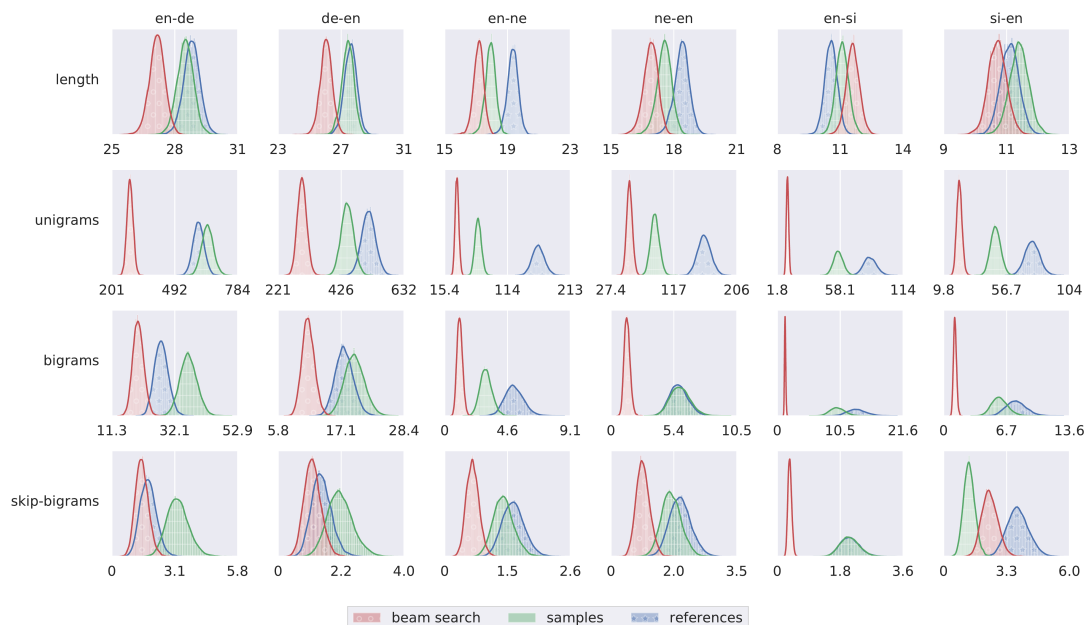 en-de de-en en-ne ne-en en-si si-en
length
25 28 31 23 27 31 15 19 23 15 18 21 8 11 14 9 11 13
unigrams
201 492 784 221 426 632 15.4 114 213 27.4 117 206 1.8 58.1 114 9.8 56.7 104
bigrams
11.3 32.1 52.9 5.8 17.1 28.4 0 4.6 9.1 0 5.4 10.5 0 10.5 21.6 0 6.7 13.6
skip-bigrams
0 3.1 5.8 0 2.2 4.0 0 1.5 2.6 0 2.0 3.5 0 1.8 3.6 0 3.3 6.0
beam search samples references